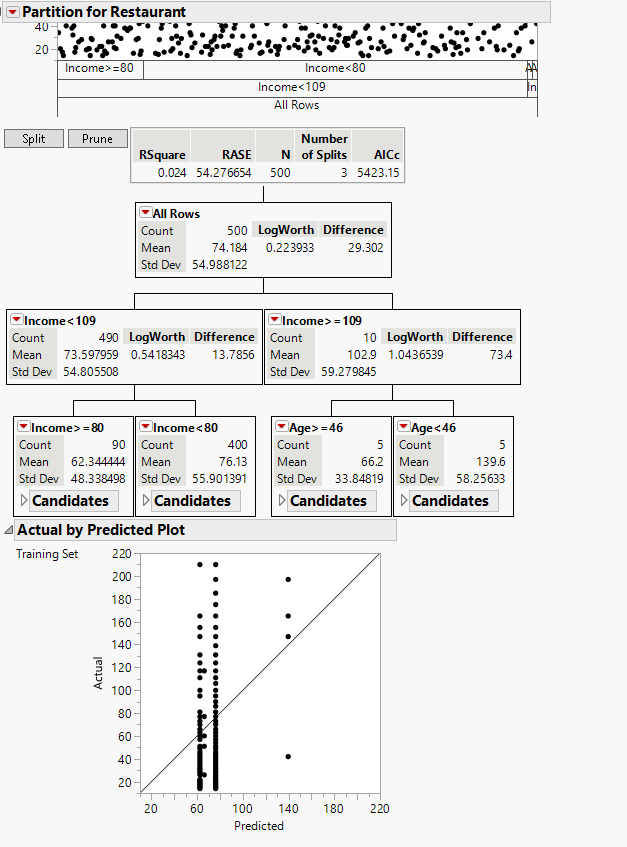 Partition for Restaurant
40
20
Income>=80 Income<80
Income<109 In
All Rows
Split Prune
RSquare RASE N Number of Splits AICc
0.024 54.276654 500 3 5423.15
All Rows
Count 500 LogWorth Difference
Mean 74.184 0.223933 29.302
Std Dev 54.988122
Income<109
Count 490 LogWorth Difference
Mean 73.597959 0.5418343 13.7856
Std Dev 54.805508
Income>=109
Count 10 LogWorth Difference
Mean 102.9 1.0436539 73.4
Std Dev 59.279845
Income>=80
Count 90
Mean 62.344444
Std Dev 48.338498
Candidates
Income<80
Count 400
Mean 76.13
Std Dev 55.901391
Candidates
Age>=46
Count 5
Mean 66.2
Std Dev 33.84819
Candidates
Age<46
Count 5
Mean 139.6
Std Dev 58.25633
Candidates
Actual by Predicted Plot
Training Set
220
200
180
160
140
120
100
80
60
40
20
Actual
20 60 100 140 180 220
Predicted